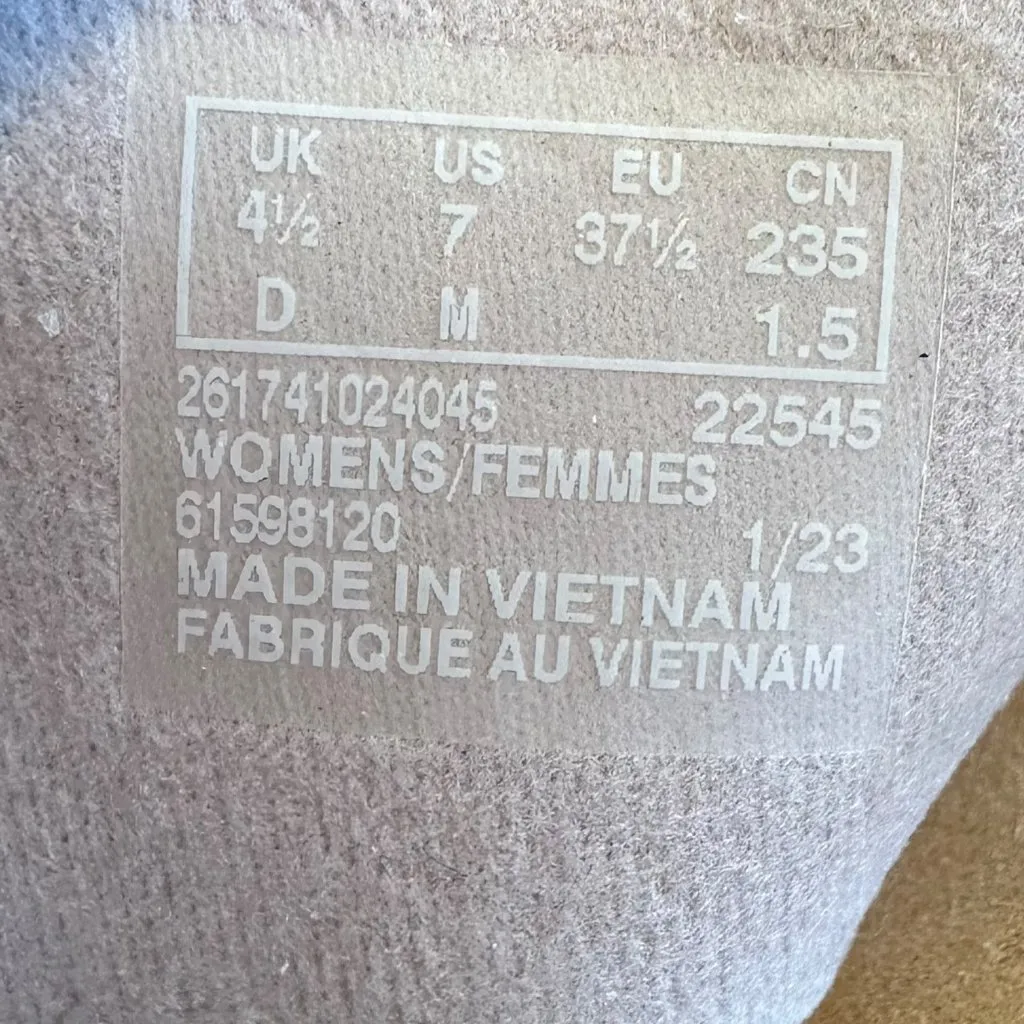 UK US EU CN
4½ 7 37½ 235
D M 1.5
261741024045 22545
WOMENS/FEMMES
61598120 1/23
MADE IN VIETNAM
FABRIQUE AU VIETNAM